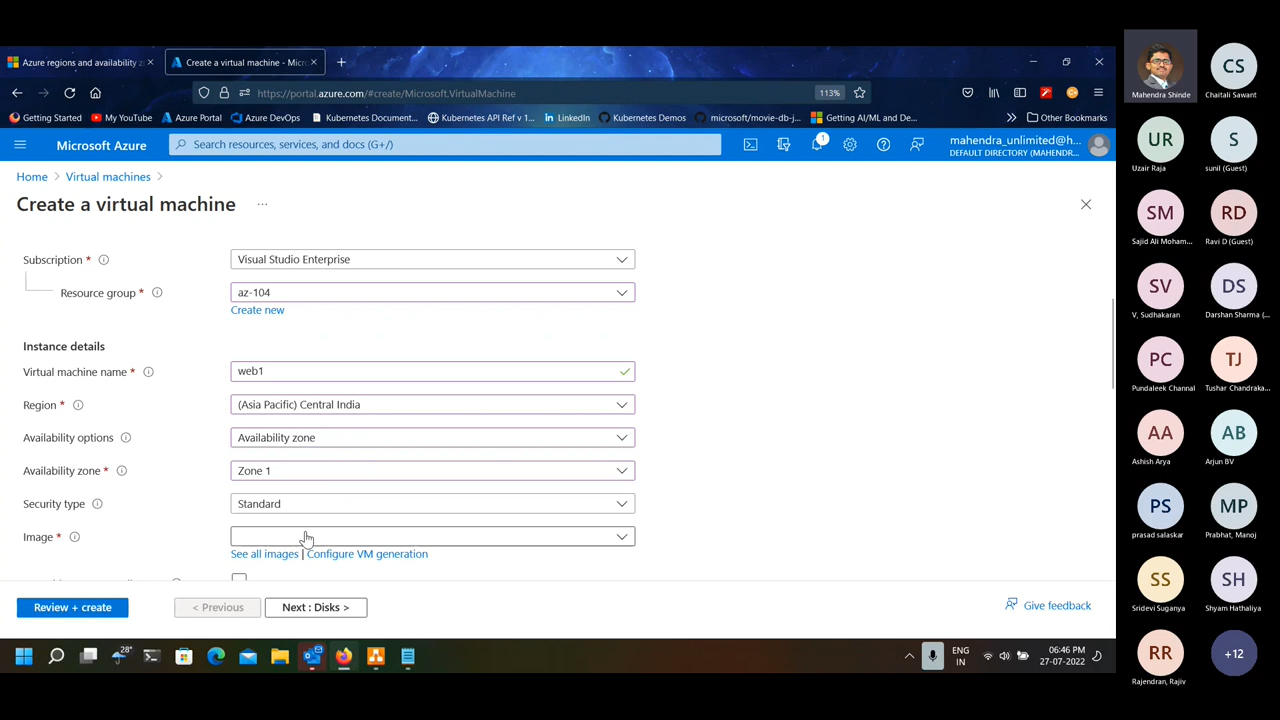 Azure regions and availability z
Create a virtual machine - Micr
https://portal.azure.com/#create/Microsoft.VirtualMachine
113%
Getting Started
My YouTube
Azure Portal
Azure DevOps
Kubernetes Document...
Kubernetes API Ref v 1...
LinkedIn
Kubernetes Demos
microsoft/movie-db-j...
Getting AI/ML and De...
Other Bookmarks
Microsoft Azure
Search resources, services, and docs (G+/)
1
mahendra_unlimited@h...
DEFAULT DIRECTORY (MAHENDR...
Home > Virtual machines >
Create a virtual machine ...
Subscription *
Visual Studio Enterprise
Resource group *
az-104
Create new
Instance details
Virtual machine name *
web1
Region *
(Asia Pacific) Central India
Availability options
Availability zone
Availability zone *
Zone 1
Security type
Standard
Image *
See all images | Configure VM generation
Review + create
< Previous
Next : Disks >
Give feedback
28°
ENG
IN
06:46 PM
27-07-2022
Mahendra Shinde
CS
Chaitali Sawant
UR
Uzair Raja
S
sunil (Guest)
SM
Sajid Ali Moham...
RD
Ravi D (Guest)
SV
V, Sudhakaran
DS
Darshan Sharma (...
PC
Pundaleek Channal
TJ
Tushar Chandraka...
AA
Ashish Arya
AB
Arjun BV
PS
prasad salaskar
MP
Prabhat, Manoj
SS
Sridevi Suganya
SH
Shyam Hathaliya
RR
Rajendran, Rajiv
+12